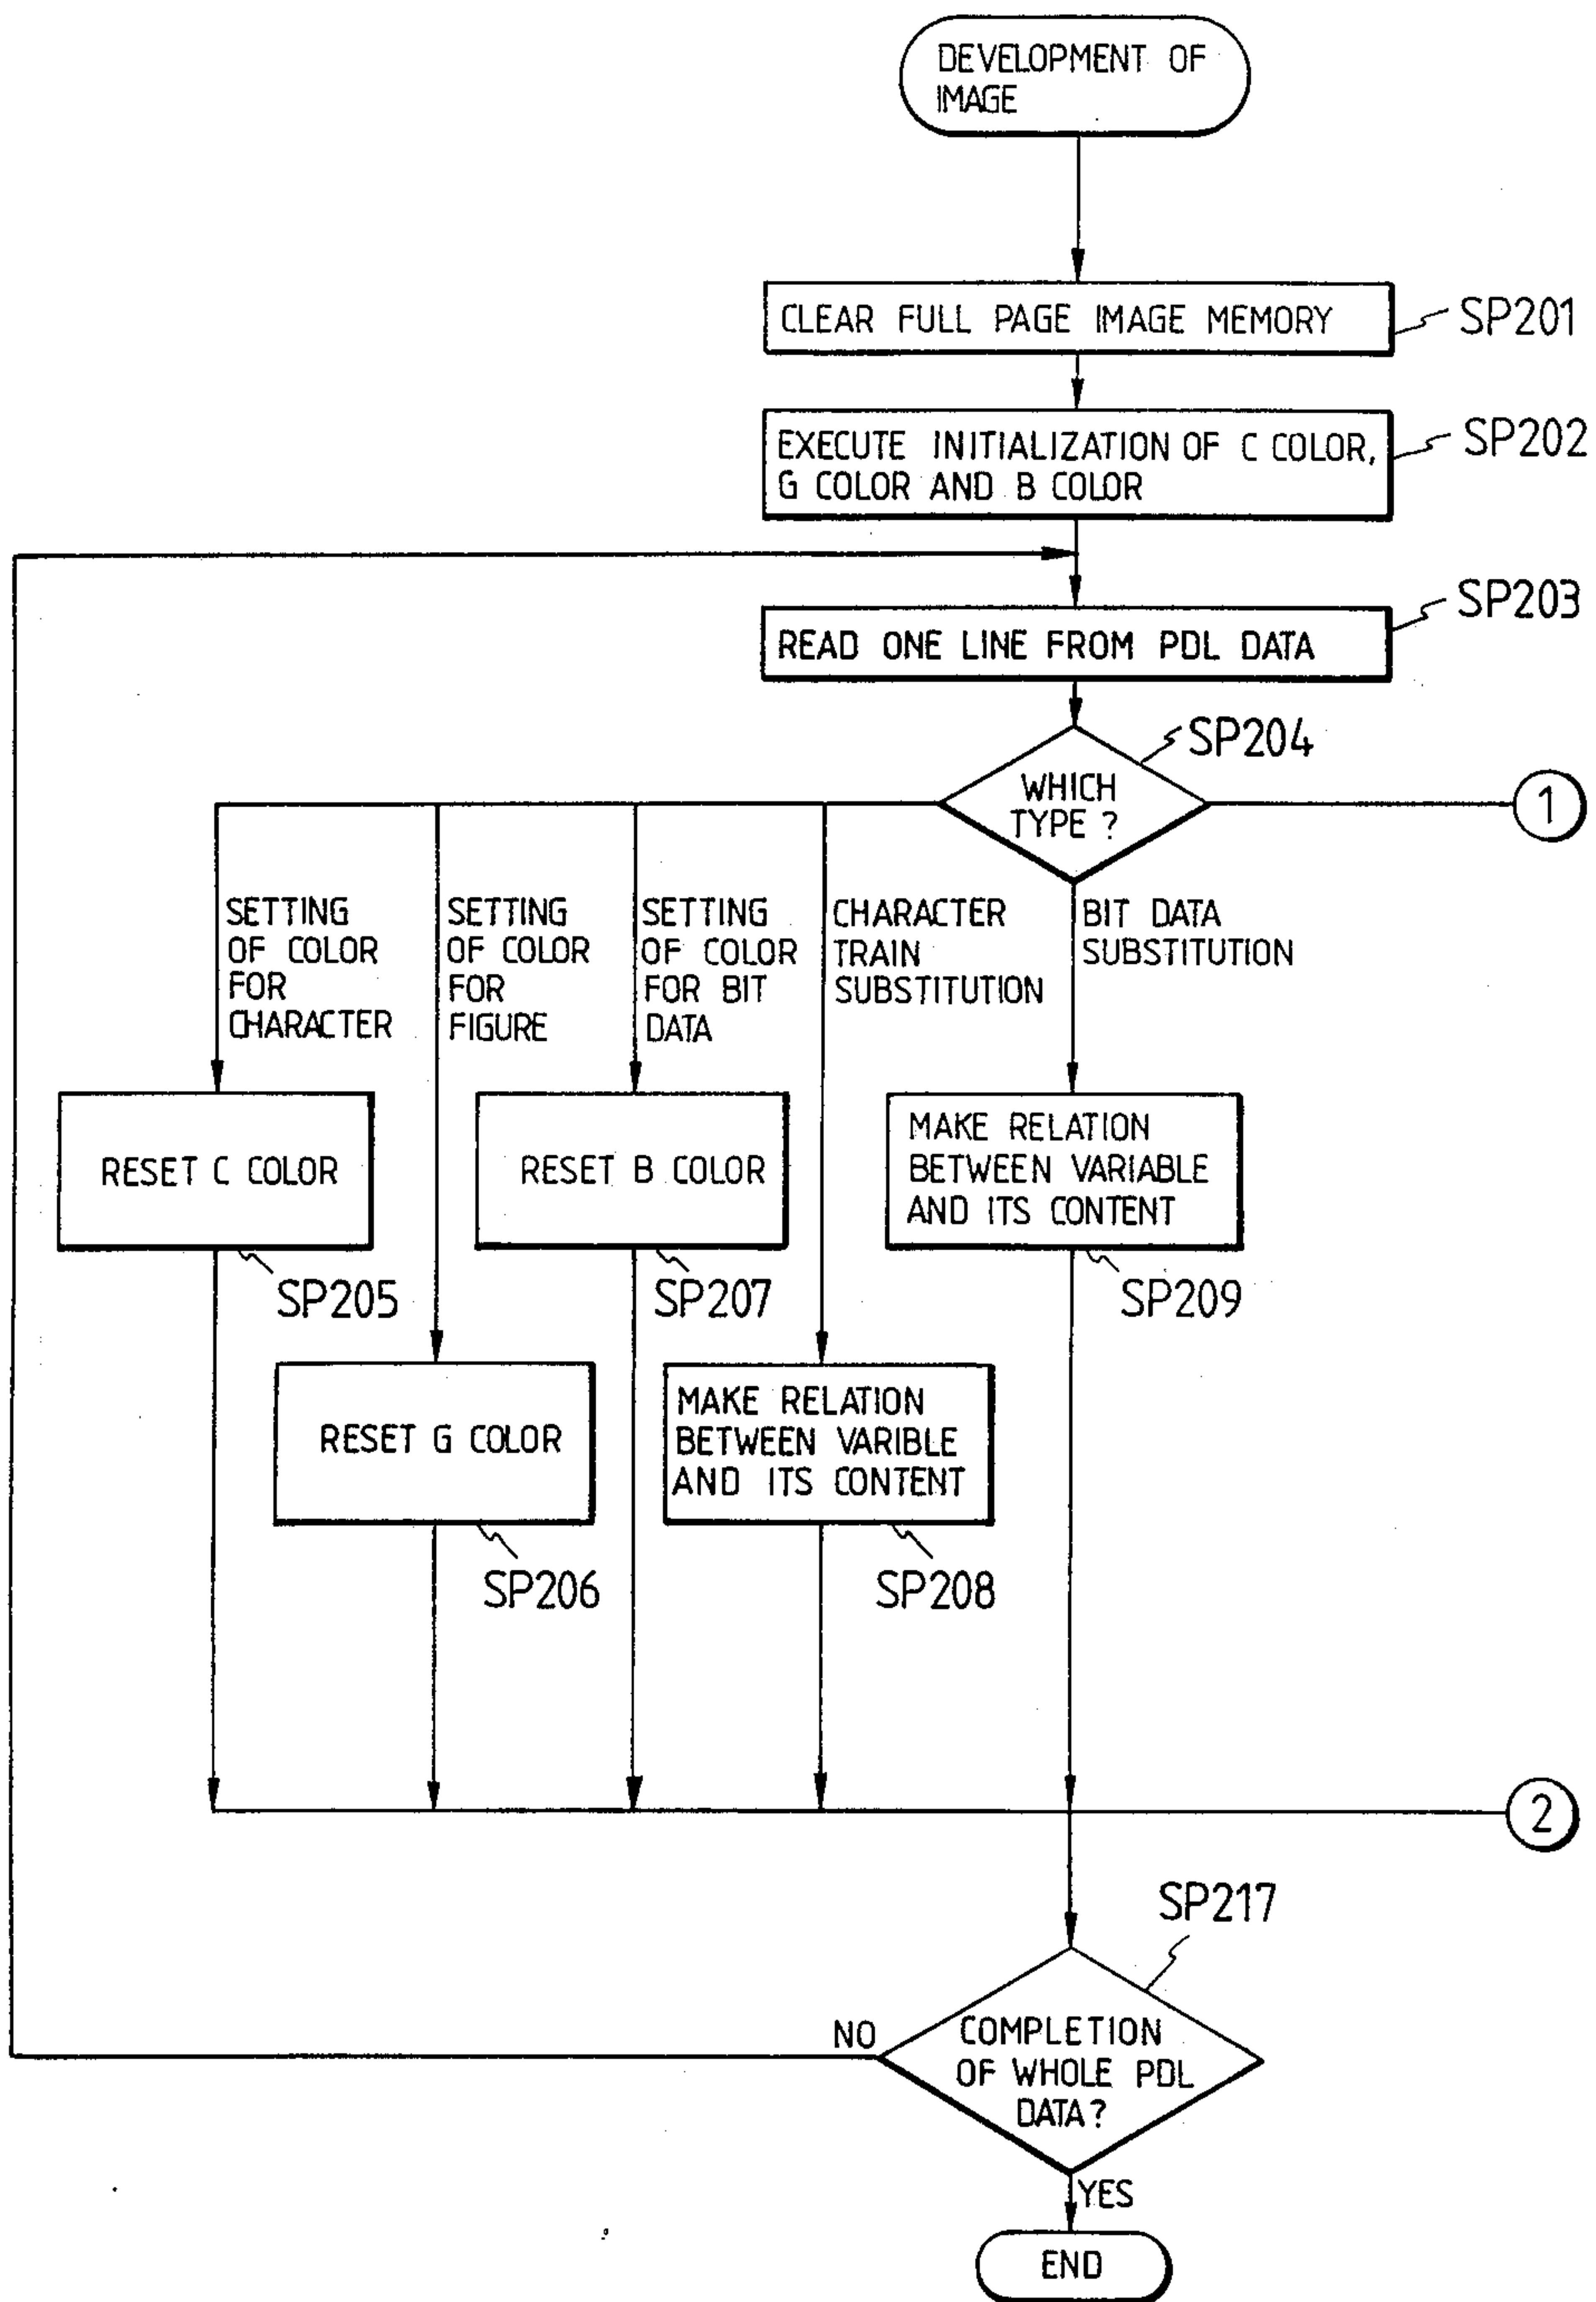 DEVELOPMENT OF
IMAGE
CLEAR FULL PAGE IMAGE MEMORY
SP201
EXECUTE INITIALIZATION OF C COLOR,
G COLOR AND B COLOR
SP202
READ ONE LINE FROM PDL DATA
SP203
SP204
WHICH
TYPE ?
1
SETTING
OF COLOR
FOR
CHARACTER
SETTING
OF COLOR
FOR
FIGURE
SETTING
OF COLOR
FOR BIT
DATA
CHARACTER
TRAIN
SUBSTITUTION
BIT DATA
SUBSTITUTION
RESET C COLOR
SP205
RESET B COLOR
SP207
MAKE RELATION
BETWEEN VARIABLE
AND ITS CONTENT
SP209
RESET G COLOR
SP206
MAKE RELATION
BETWEEN VARIBLE
AND ITS CONTENT
SP208
2
SP217
NO
COMPLETION
OF WHOLE PDL
DATA?
YES
END